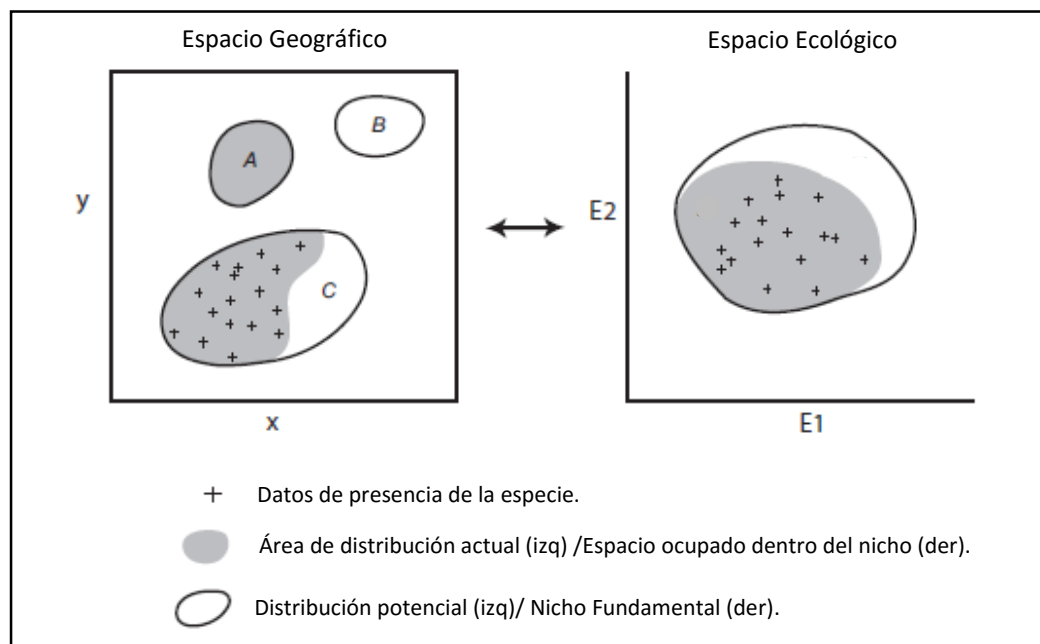 Espacio Geográfico
Espacio Ecológico
B
A
y
E2
C
x
E1
Datos de presencia de la especie.
Área de distribución actual (izq) /Espacio ocupado dentro del nicho (der).
Distribución potencial (izq)/ Nicho Fundamental (der).